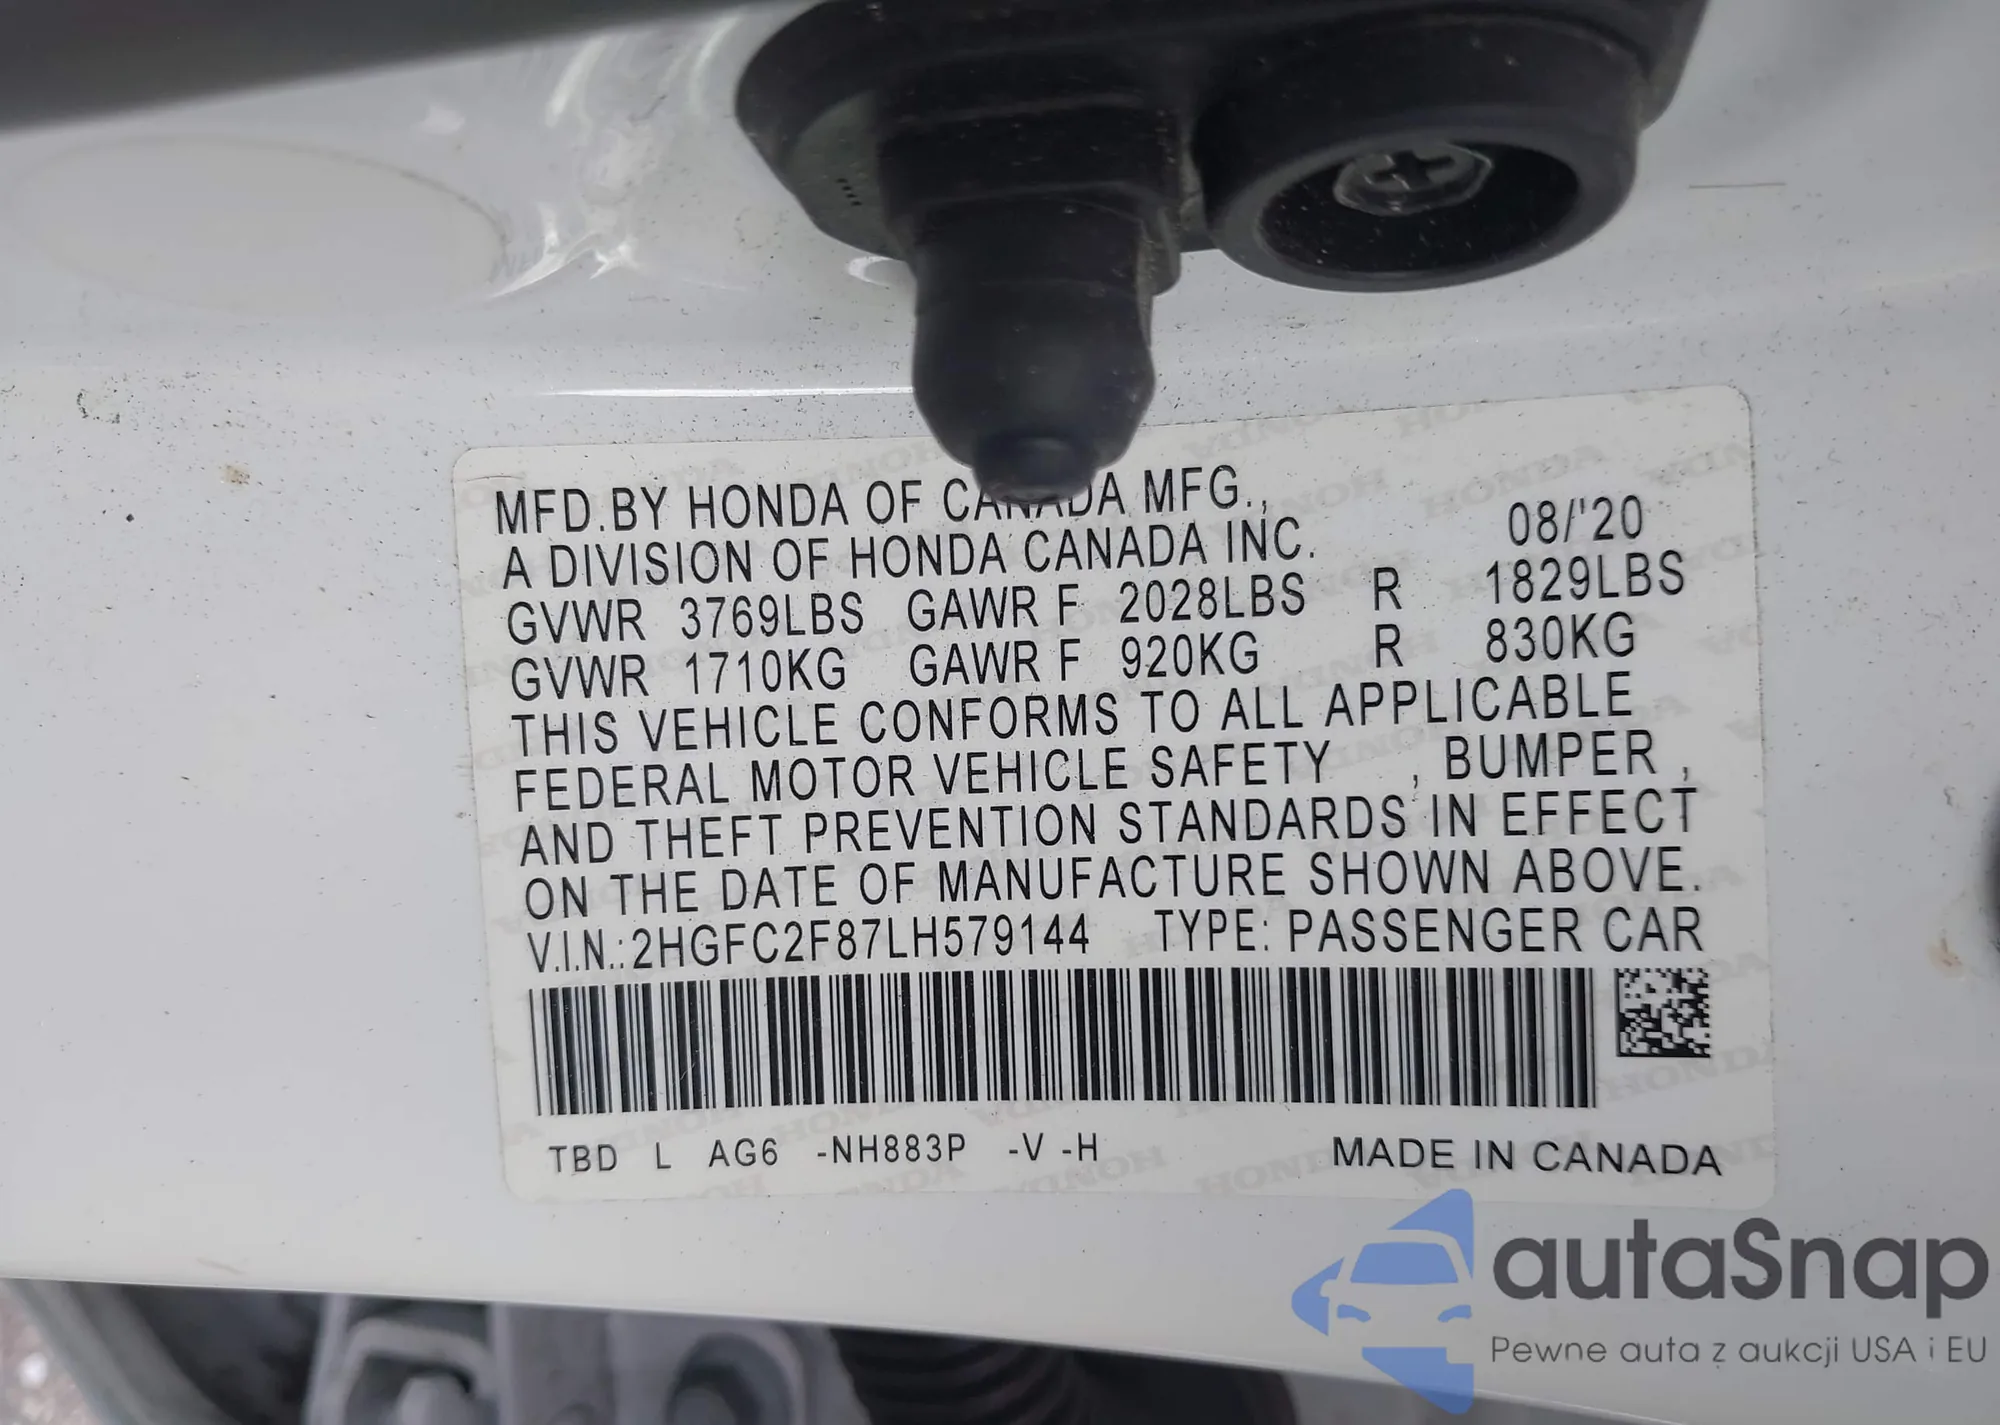 MFD.BY HONDA OF CANADA MFG.,
A DIVISION OF HONDA CANADA INC. 08/'20
GVWR 3769LBS GAWR F 2028LBS R 1829LBS
GVWR 1710KG GAWR F 920KG R 830KG
THIS VEHICLE CONFORMS TO ALL APPLICABLE
FEDERAL MOTOR VEHICLE SAFETY , BUMPER ,
AND THEFT PREVENTION STANDARDS IN EFFECT
ON THE DATE OF MANUFACTURE SHOWN ABOVE.
V.I.N.:2HGFC2F87LH579144 TYPE: PASSENGER CAR
TBD L AG6 -NH883P -V -H MADE IN CANADA
autaSnap
Pewne auta z aukcji USA i EU